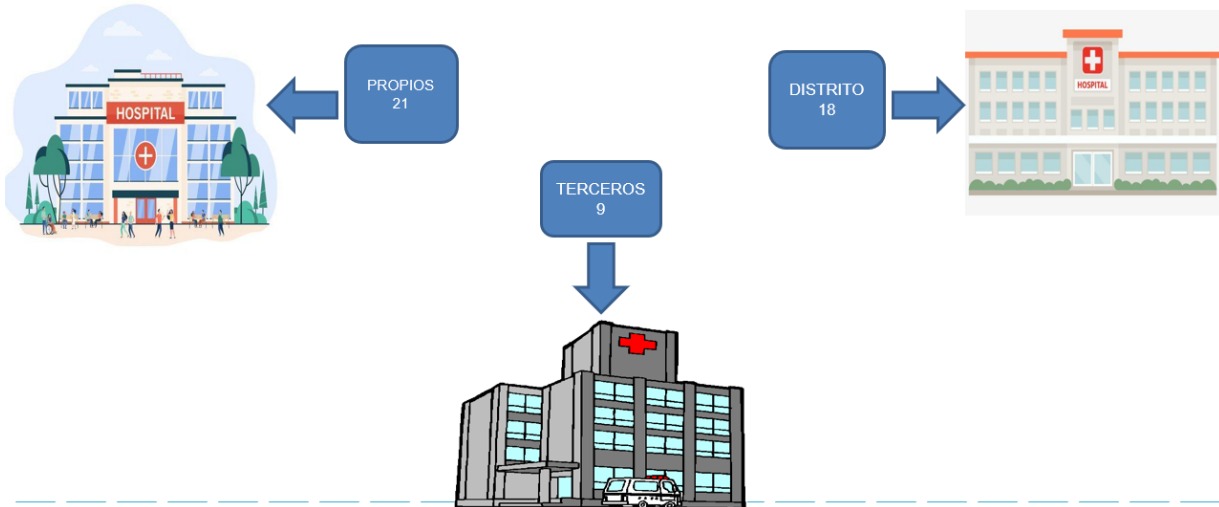 HOSPITAL
PROPIOS
21
DISTRITO
18
HOSPITAL
TERCEROS
9